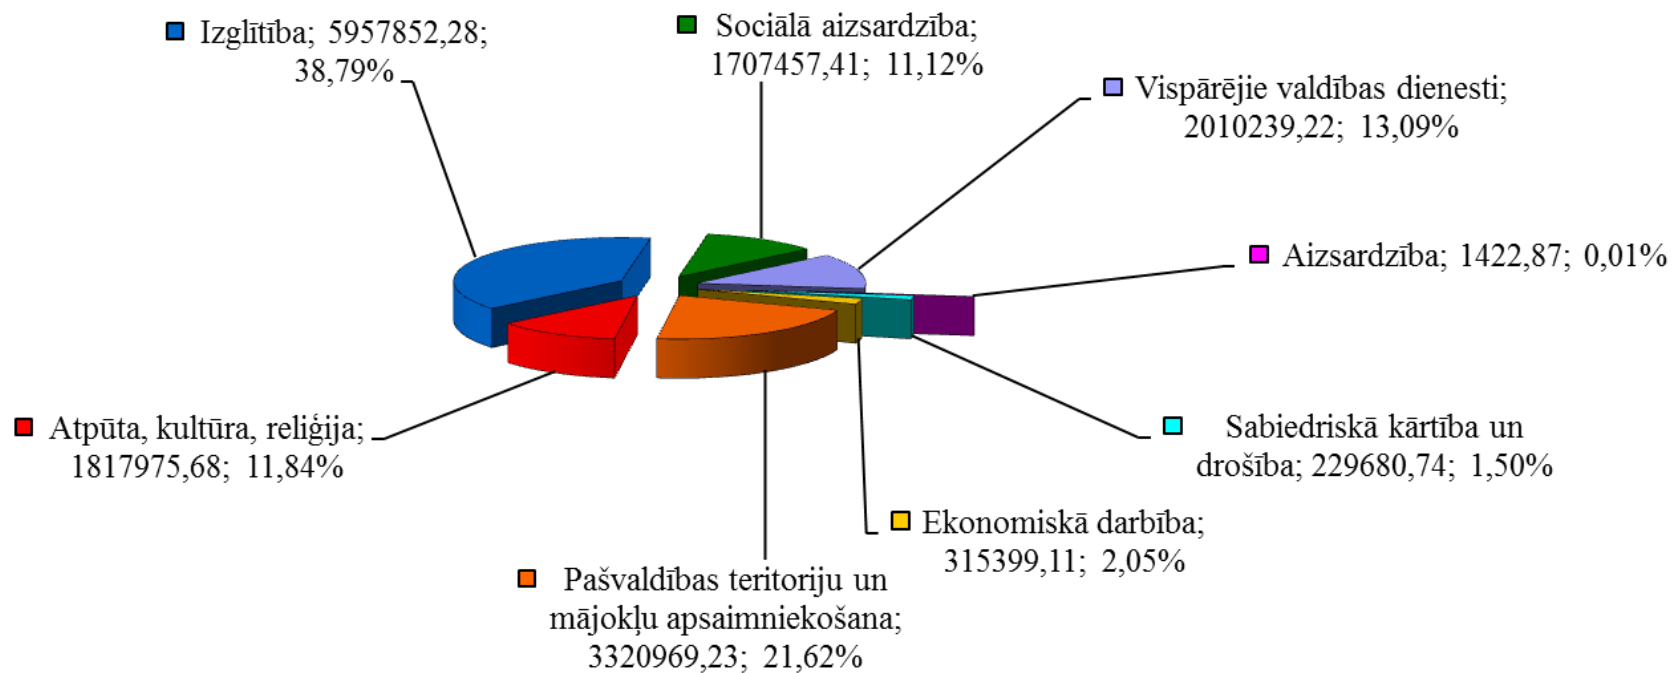 Izglītība; 5957852,28;
38,79%
Sociālā aizsardzība;
1707457,41; 11,12%
Vispārējie valdības dienesti;
2010239,22; 13,09%
Aizsardzība; 1422,87; 0,01%
Sabiedriskā kārtība un
drošība; 229680,74; 1,50%
Ekonomiskā darbība;
315399,11; 2,05%
Pašvaldības teritoriju un
mājokļu apsaimniekošana;
3320969,23; 21,62%
Atpūta, kultūra, reliģija;
1817975,68; 11,84%